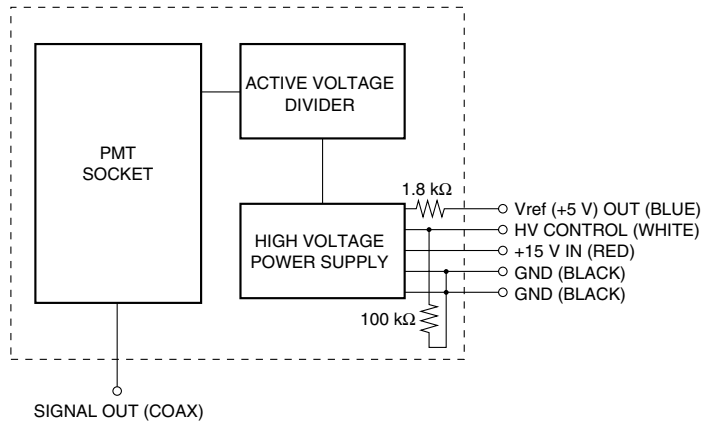 ACTIVE VOLTAGE
DIVIDER
PMT
SOCKET
1.8 kΩ
Vref (+5 V) OUT (BLUE)
HV CONTROL (WHITE)
HIGH VOLTAGE
POWER SUPPLY
+15 V IN (RED)
GND (BLACK)
GND (BLACK)
100 kΩ
SIGNAL OUT (COAX)